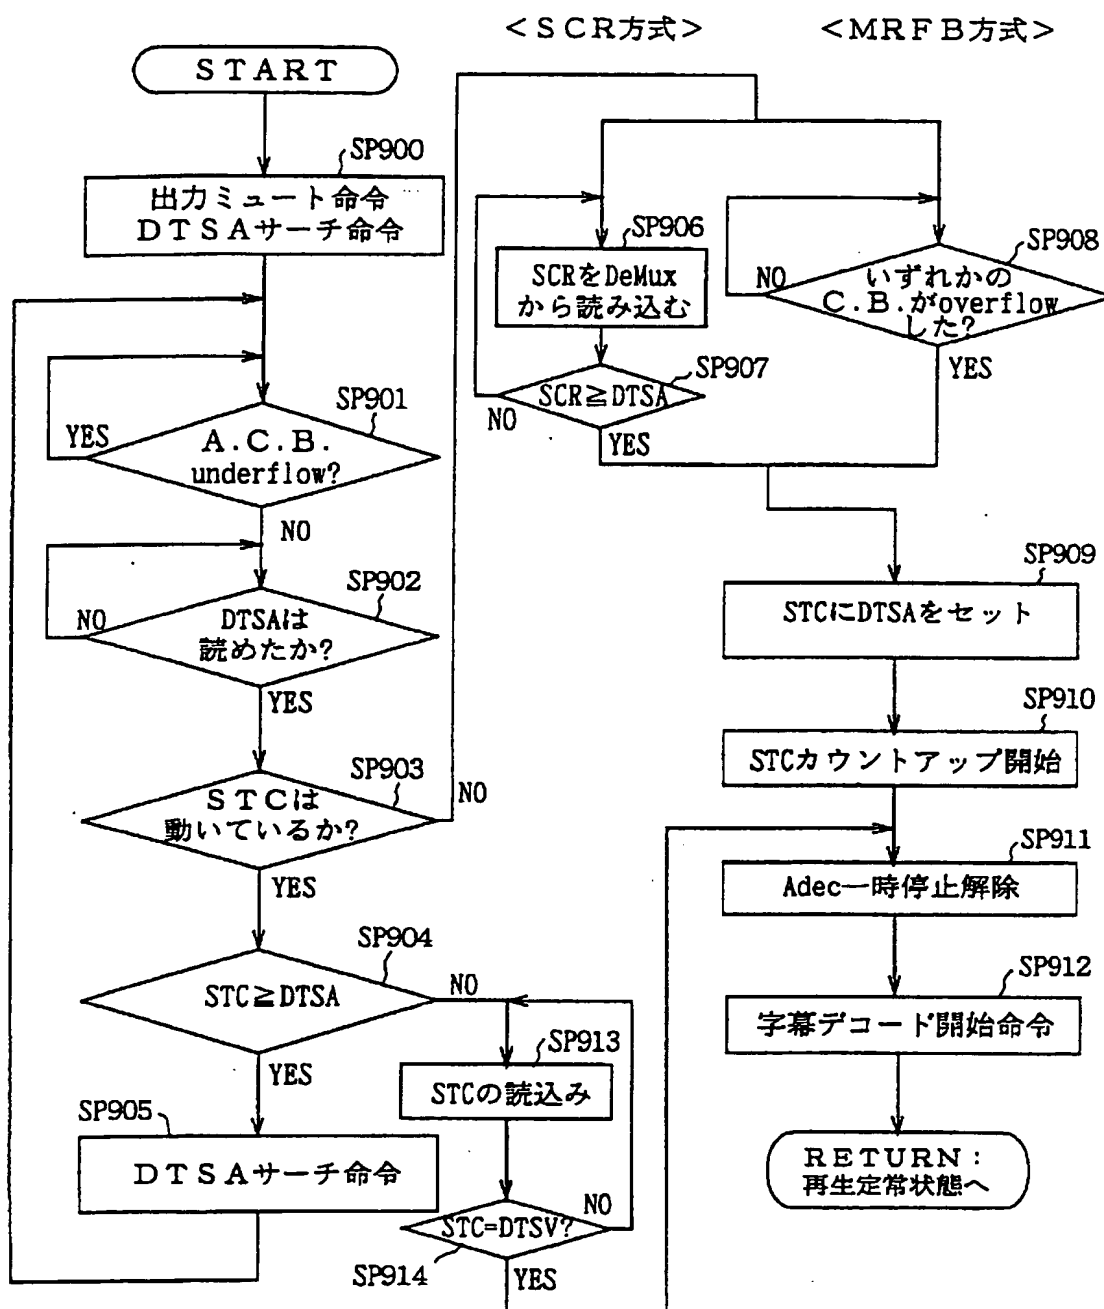 <SCR方式>
<MRFB方式>
START
SP900
出力ミュート命令
DTSAサーチ命令
SP901
A.C.B.
underflow?
YES
NO
SP902
DTSAは
読めたか?
NO
YES
SP903
STCは
動いているか?
NO
YES
SP904
STC≧DTSA
NO
YES
SP905
DTSAサーチ命令
SP913
STCの読込み
STC=DTSV?
NO
SP914
YES
SP906
SCRをDeMux
から読み込む
SP907
SCR≧DTSA
NO
YES
SP908
いずれかの
C.B.がoverflow
した?
NO
YES
SP909
STCにDTSAをセット
SP910
STCカウントアップ開始
SP911
Adec一時停止解除
SP912
字幕デコード開始命令
RETURN:
再生定常状態へ